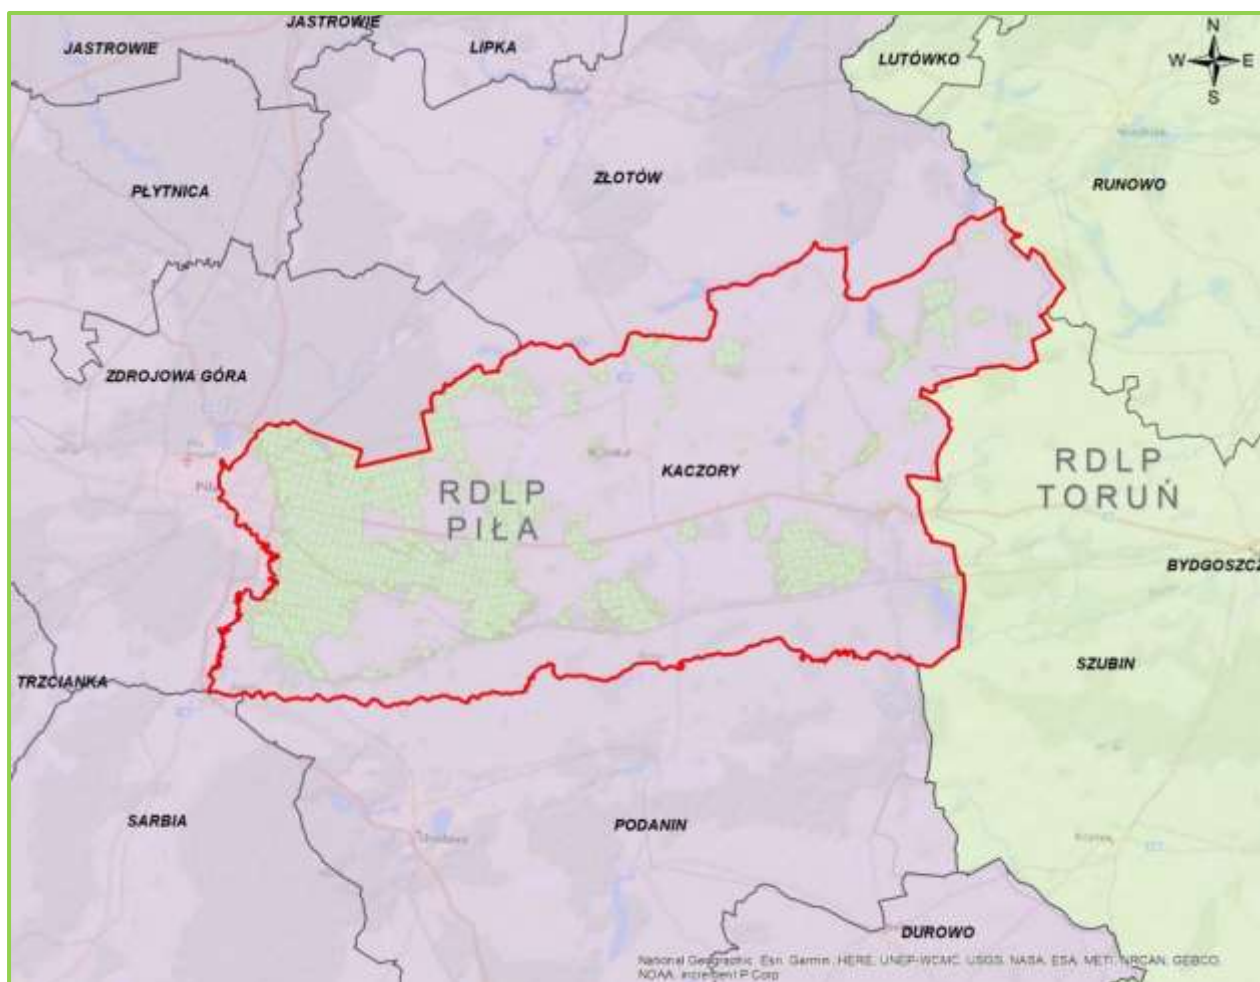 JASTROWIE
JASTROWIE
LIPKA
LUTÓWKO
N
W E
S
PŁYTNICA
ZŁOTÓW
RUNOWO
ZDROJOWA GÓRA
KACZORY
RDLP
PIŁA
RDLP
TORUŃ
BYDGOSZCZ
TRZCIANKA
SZUBIN
SARBIA
PODANIN
DUROWO
National Geographic, Esri, Garmin, HERE, UNEP-WCMC, USGS, NASA, ESA, METI, NRCAN, GEBCO,
NOAA, increment P Corp.